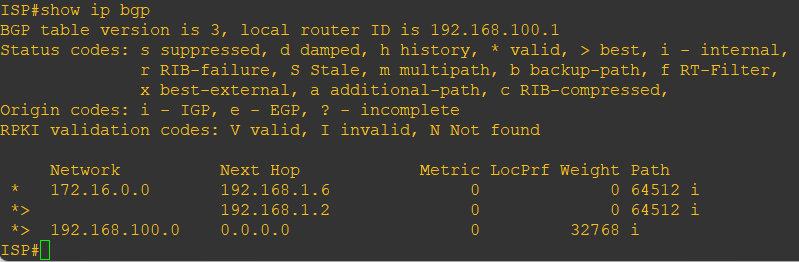 ISP#show ip bgp
BGP table version is 3, local router ID is 192.168.100.1
Status codes: s suppressed, d damped, h history, * valid, > best, i - internal,
              r RIB-failure, S Stale, m multipath, b backup-path, f RT-Filter,
              x best-external, a additional-path, c RIB-compressed,
Origin codes: i - IGP, e - EGP, ? - incomplete
RPKI validation codes: V valid, I invalid, N Not found

     Network          Next Hop            Metric LocPrf Weight Path
 *   172.16.0.0       192.168.1.6              0             0 64512 i
 *>                   192.168.1.2              0             0 64512 i
 *>  192.168.100.0    0.0.0.0                  0         32768 i
ISP#